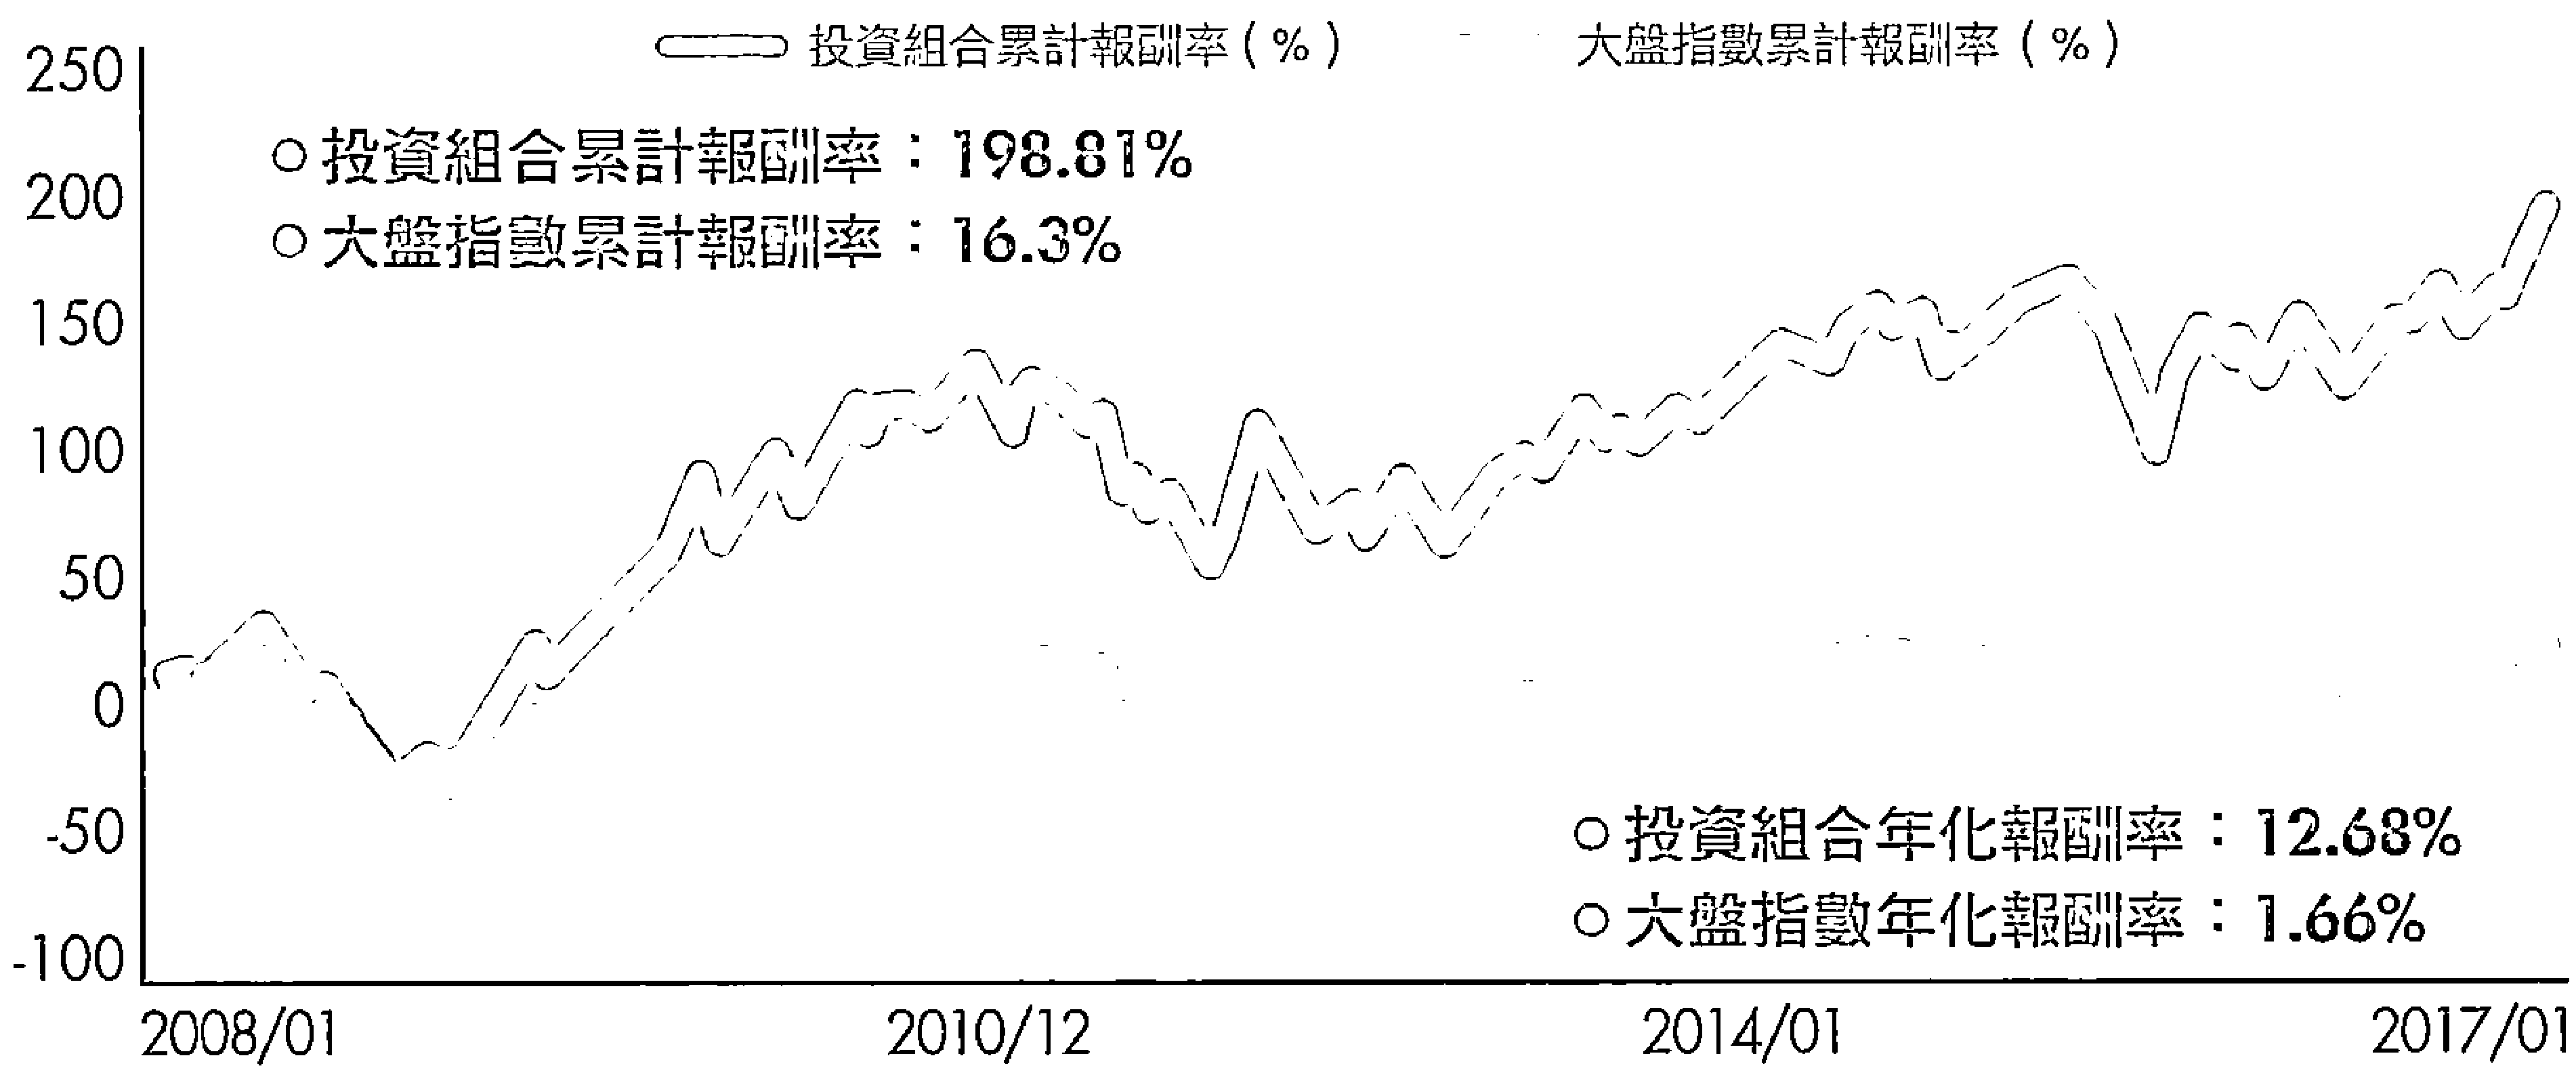 投資組合累計報酬率（%）
大盤指數累計報酬率（%）
250
○投資組合累計報酬率：198.81%
200
○大盤指數累計報酬率：16.3%
150
100
50
0
-50
○投資組合年化報酬率：12.68%
○大盤指數年化報酬率：1.66%
-100
2008/01
2010/12
2014/01
2017/01